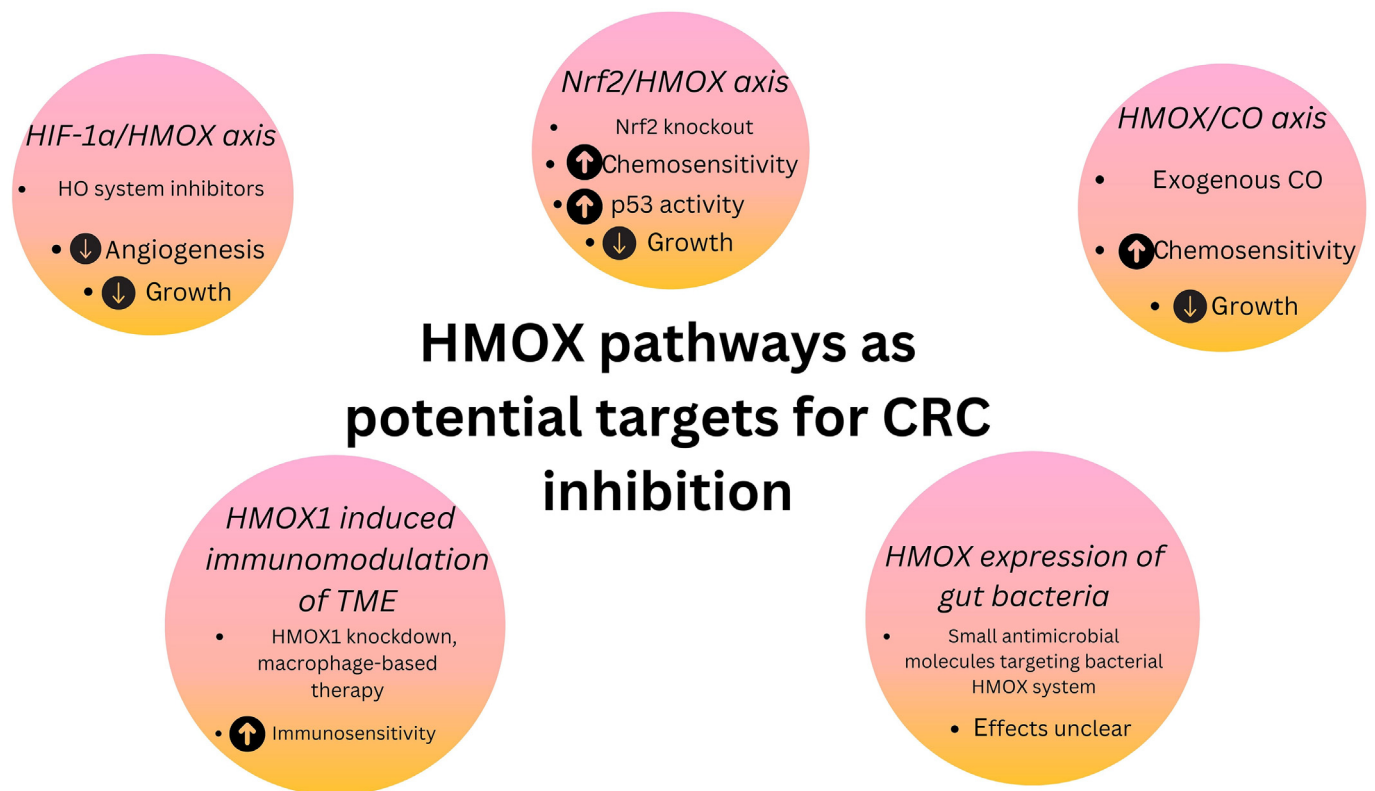 HIF-1a/HMOX axis
• HO system inhibitors
• ↓ Angiogenesis
• ↓ Growth
Nrf2/HMOX axis
• Nrf2 knockout
• ↑ Chemosensitivity
• ↑ p53 activity
• ↓ Growth
HMOX/CO axis
• Exogenous CO
• ↑ Chemosensitivity
• ↓ Growth
HMOX pathways as
potential targets for CRC
inhibition
HMOX1 induced
immunomodulation
of TME
• HMOX1 knockdown,
macrophage-based
therapy
• ↑ Immunosensitivity
HMOX expression of
gut bacteria
• Small antimicrobial
molecules targeting bacterial
HMOX system
• Effects unclear